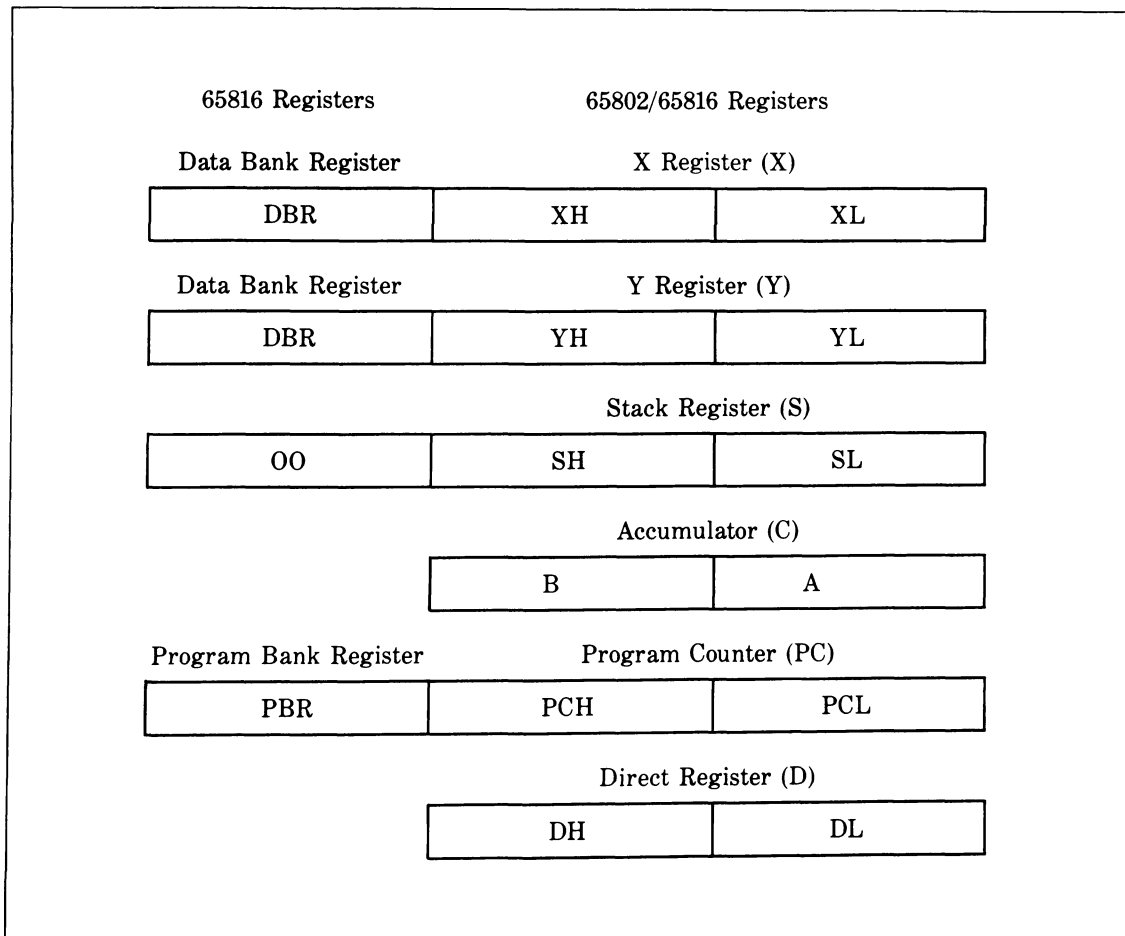 65816 Registers 65802/65816 Registers
Data Bank Register X Register (X)
DBR XH XL
Data Bank Register Y Register (Y)
DBR YH YL
Stack Register (S)
OO SH SL
Accumulator (C)
B A
Program Bank Register Program Counter (PC)
PBR PCH PCL
Direct Register (D)
DH DL